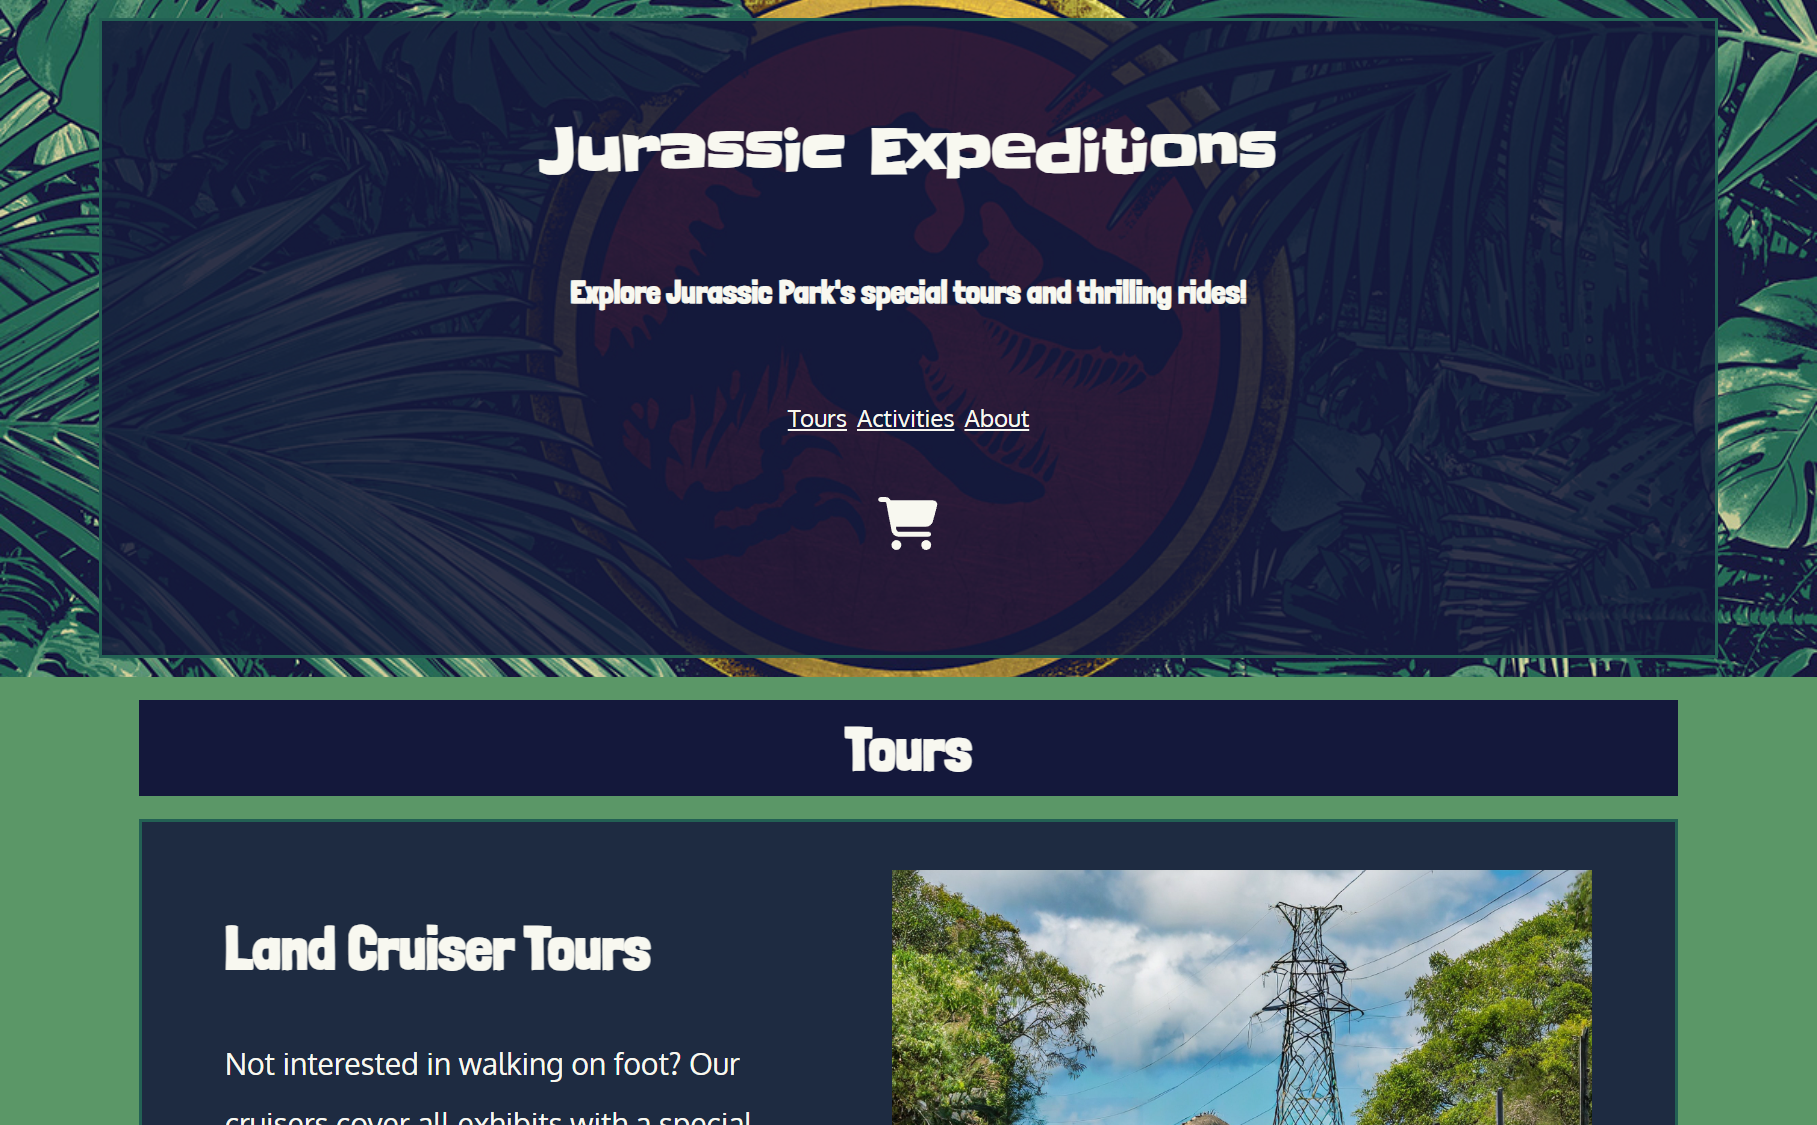 Jurassic Expeditions
Explore Jurassic Park's special tours and thrilling rides!
Tours Activities About
Tours
Land Cruiser Tours
Not interested in walking on foot? Our
cruisers cover all exhibits with a special